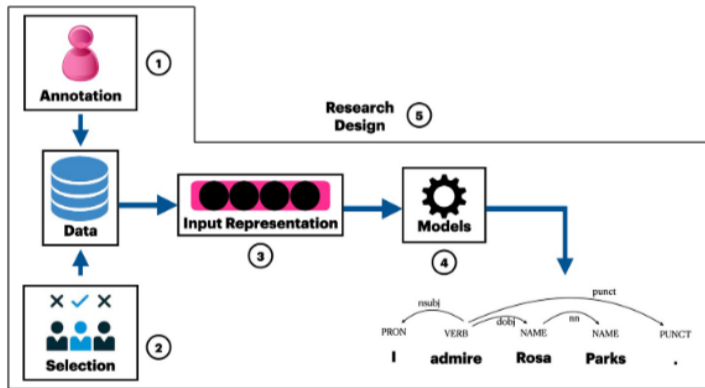 1
Annotation
Research
Design
5
Data
Input Representation
3
Models
4
Selection
2
nsubj
dobj
nn
punct
PRON VERB NAME NAME PUNCT
I admire Rosa Parks .